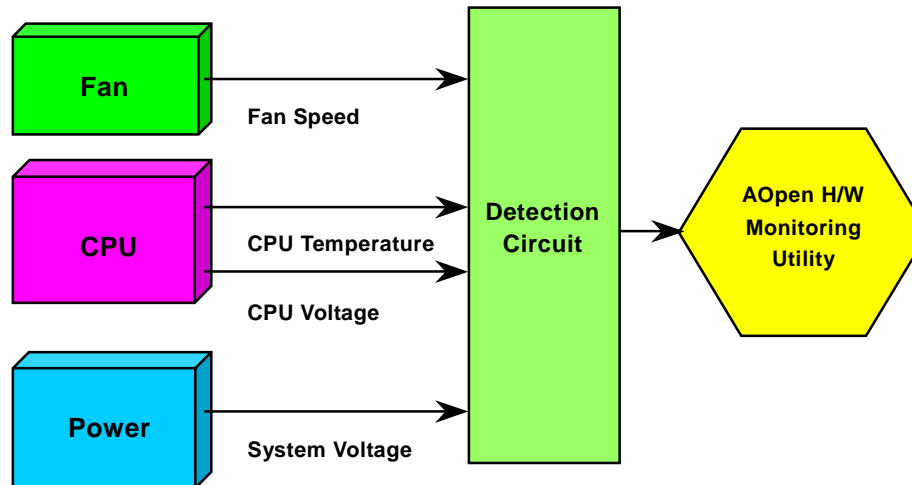 Fan
Fan Speed
CPU
CPU Temperature
CPU Voltage
Power
System Voltage
Detection
Circuit
AOpen H/W
Monitoring
Utility